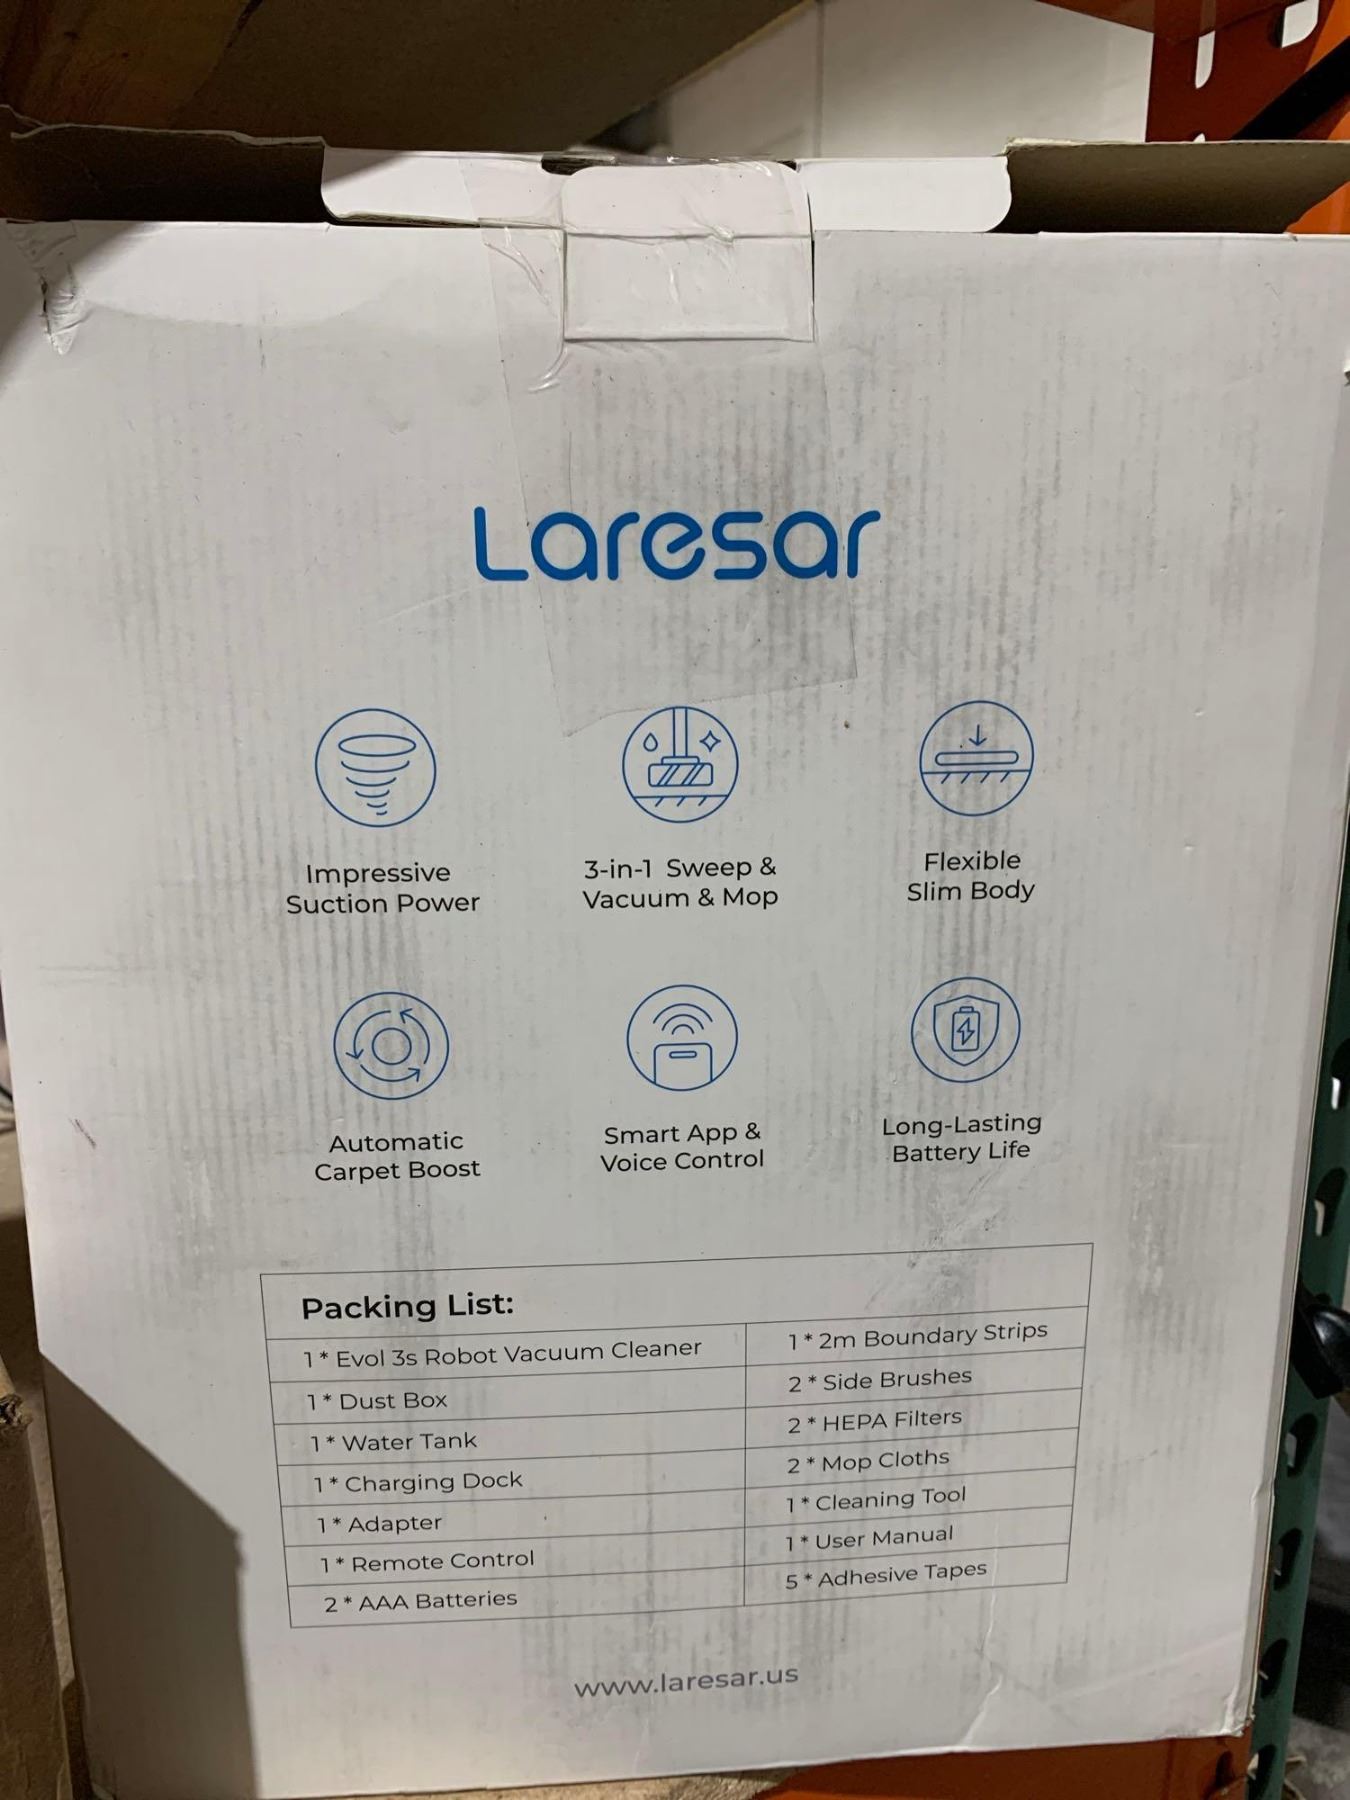 Laresar
Impressive
Suction Power
3-in-1 Sweep &
Vacuum & Mop
Flexible
Slim Body
Automatic
Carpet Boost
Smart App &
Voice Control
Long-Lasting
Battery Life
Packing List:
1 * Evol 3s Robot Vacuum Cleaner
1 * Dust Box
1 * Water Tank
1 * Charging Dock
1 * Adapter
1 * Remote Control
2 * AAA Batteries
1 * 2m Boundary Strips
2 * Side Brushes
2 * HEPA Filters
2 * Mop Cloths
1 * Cleaning Tool
1 * User Manual
5 * Adhesive Tapes
www.laresar.us